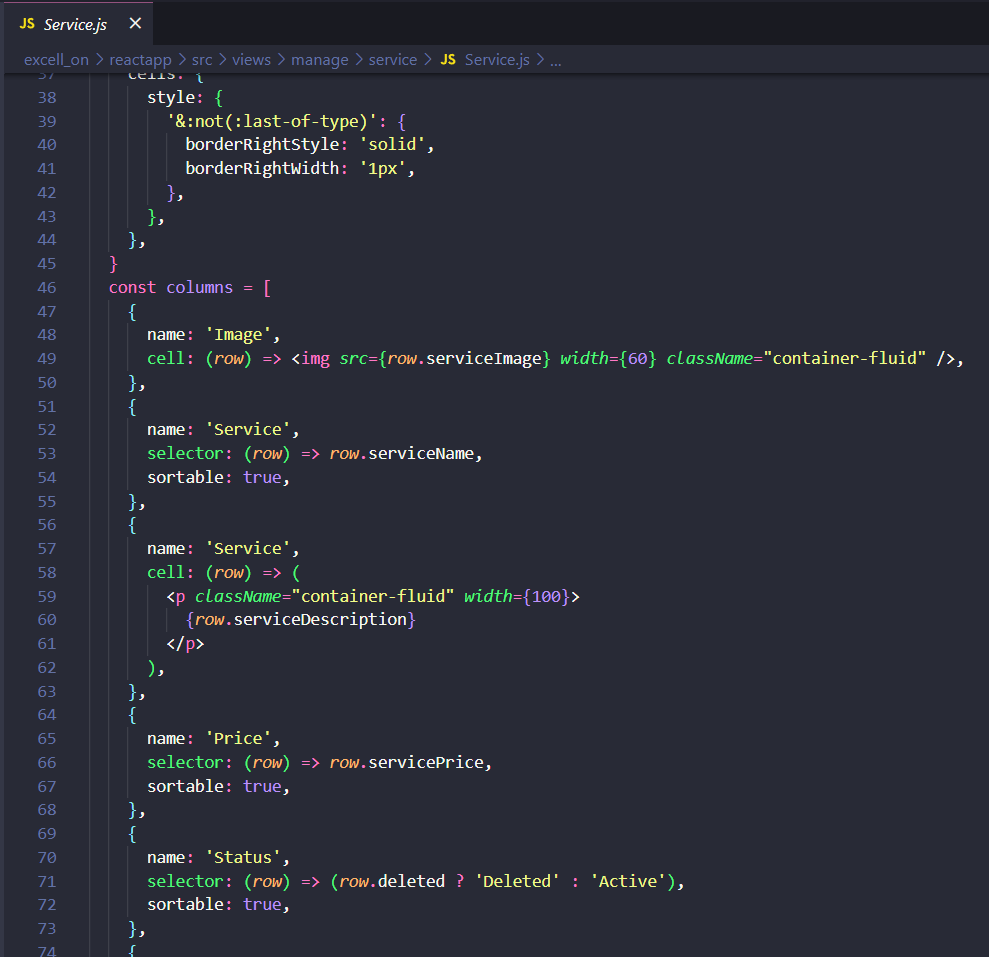 JS Service.js ×
excell_on > reactapp > src > views > manage > service > JS Service.js > ...
37 cells: {
38 style: {
39 '&:not(:last-of-type)': {
40 borderRightStyle: 'solid',
41 borderRightWidth: '1px',
42 },
43 },
44 },
45 }
46 const columns = [
47 {
48 name: 'Image',
49 cell: (row) => <img src={row.serviceImage} width={60} className="container-fluid" />,
50 },
51 {
52 name: 'Service',
53 selector: (row) => row.serviceName,
54 sortable: true,
55 },
56 {
57 name: 'Service',
58 cell: (row) => (
59 <p className="container-fluid" width={100}>
60 {row.serviceDescription}
61 </p>
62 ),
63 },
64 {
65 name: 'Price',
66 selector: (row) => row.servicePrice,
67 sortable: true,
68 },
69 {
70 name: 'Status',
71 selector: (row) => (row.deleted ? 'Deleted' : 'Active'),
72 sortable: true,
73 },
74 {